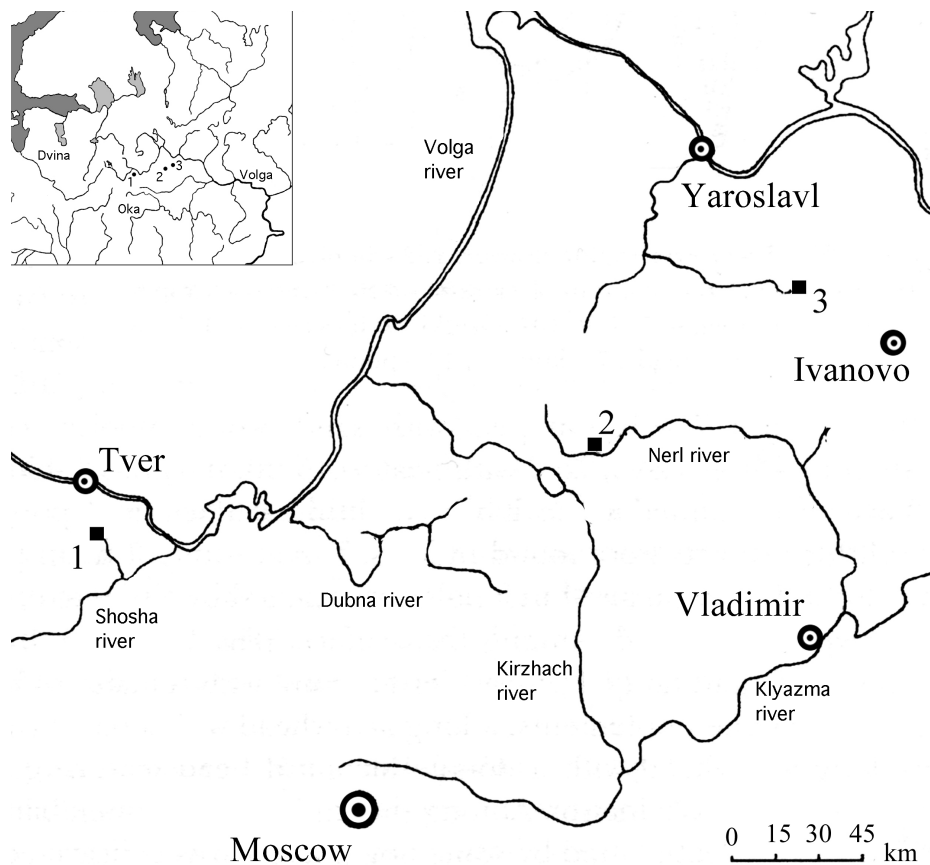 Dvina
1
2
3
Volga
Oka
Volga
river
Yaroslavl
3
Ivanovo
2
Nerl river
Tver
1
Shosha
river
Dubna river
Vladimir
Kirzhach
river
Klyazma
river
Moscow
0 15 30 45 km